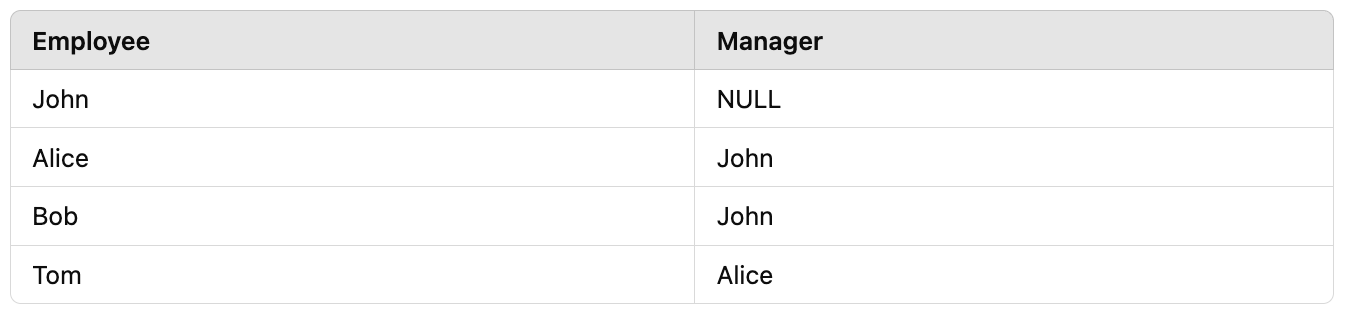 Employee Manager
John NULL
Alice John
Bob John
Tom Alice